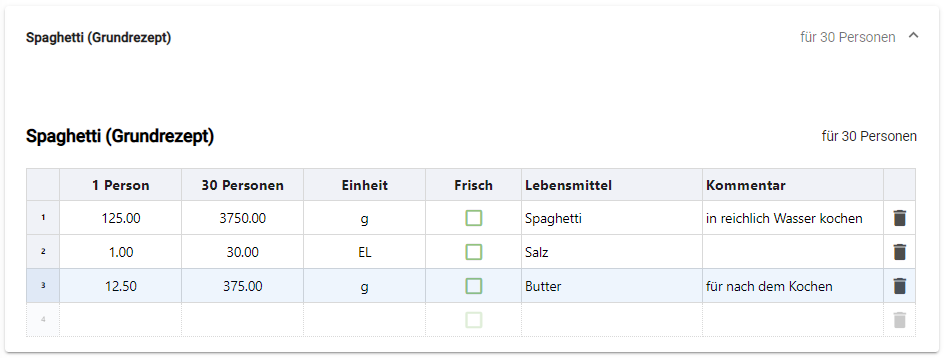 Spaghetti (Grundrezept) für 30 Personen
Spaghetti (Grundrezept) für 30 Personen
1 Person 30 Personen Einheit Frisch Lebensmittel Kommentar
1 125.00 3750.00 g Spaghetti in reichlich Wasser kochen
2 1.00 30.00 EL Salz
3 12.50 375.00 g Butter für nach dem Kochen
4